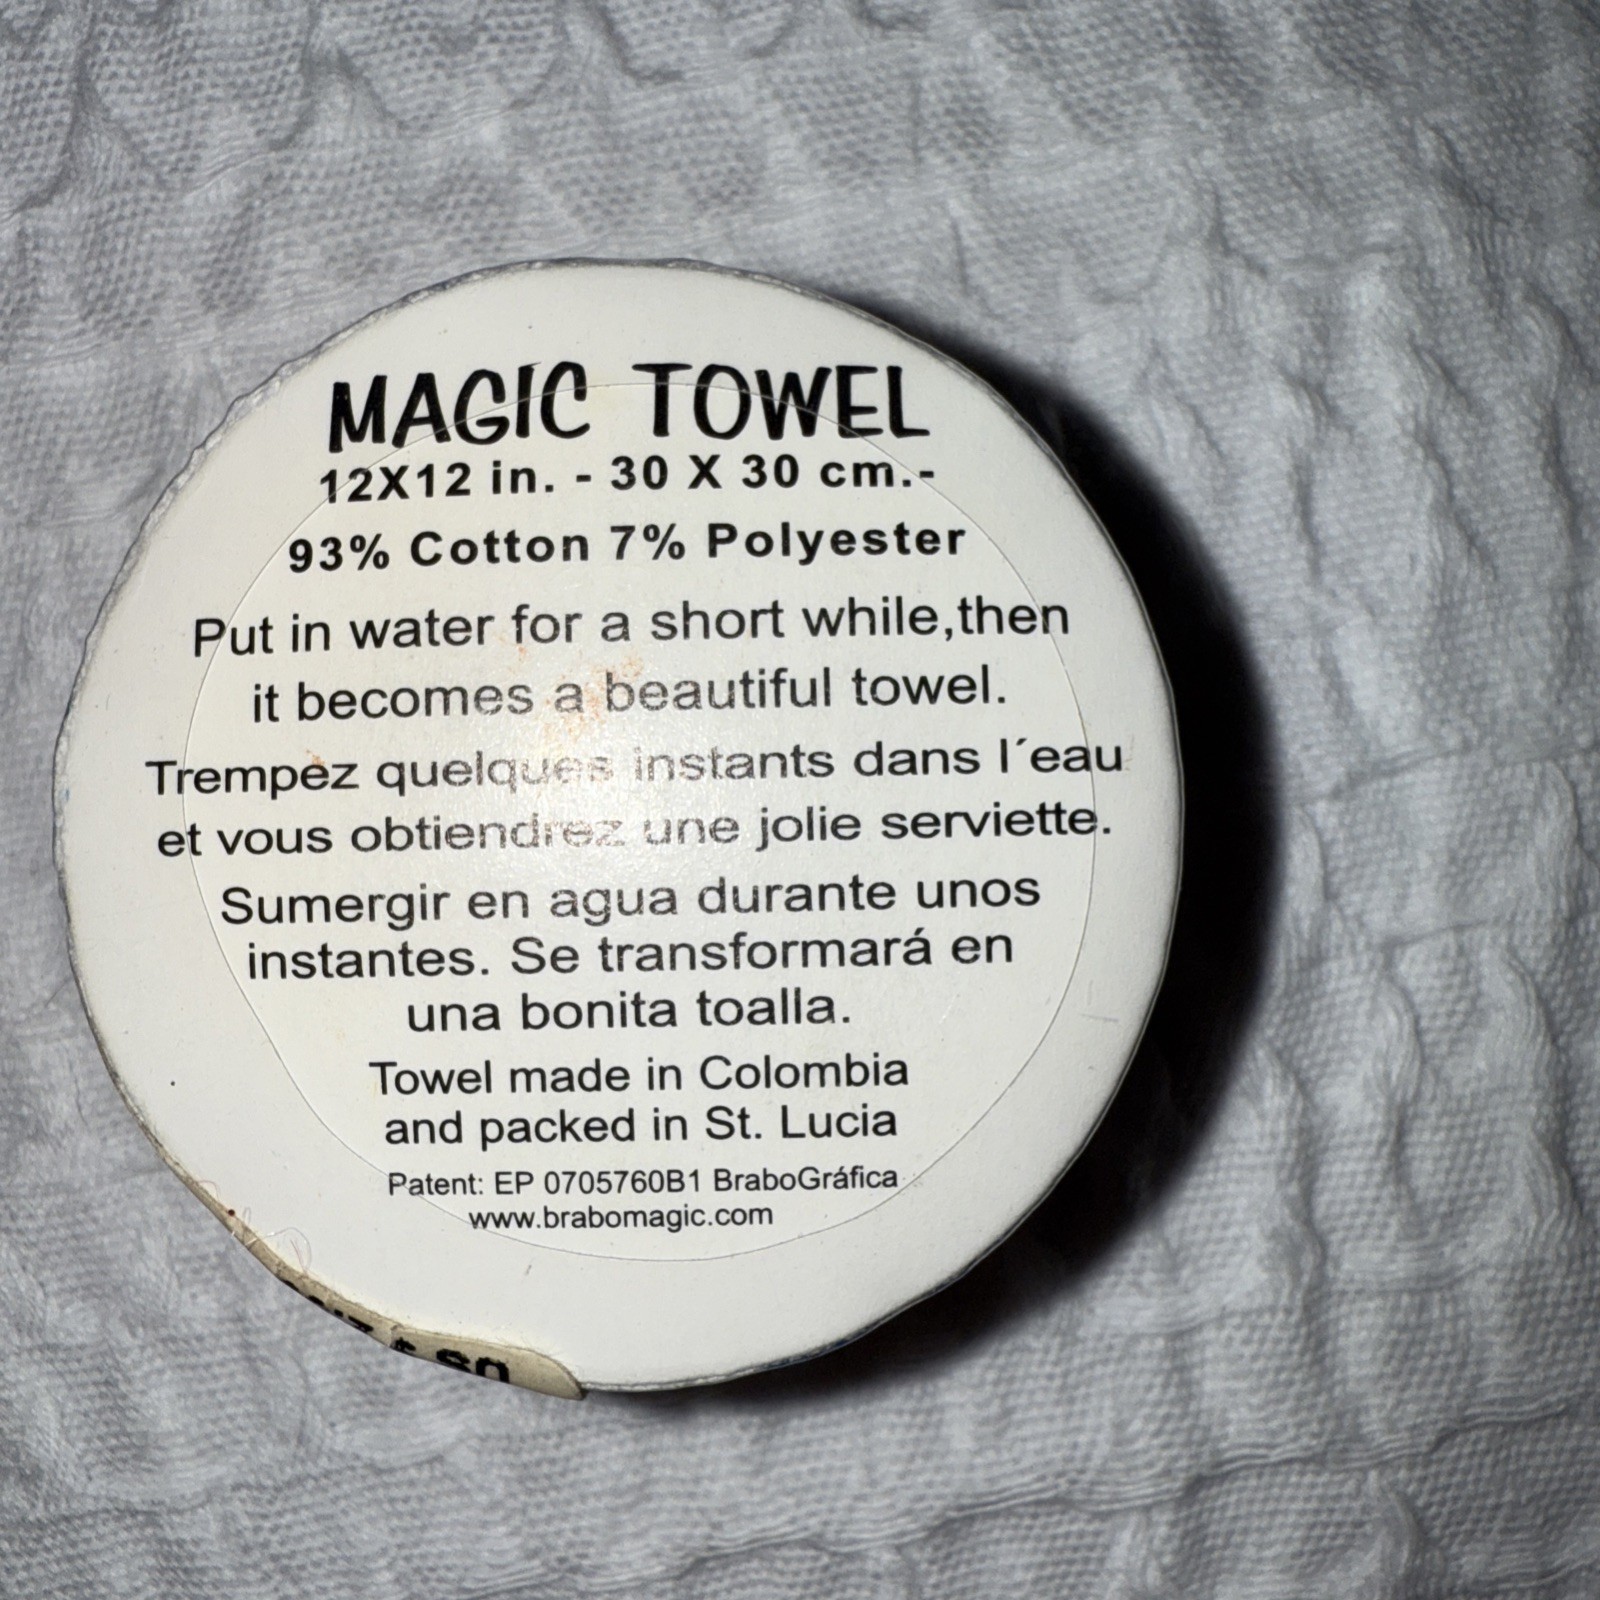 MAGIC TOWEL
12X12 in. - 30 X 30 cm.-
93% Cotton 7% Polyester
Put in water for a short while,then
it becomes a beautiful towel.
Trempez quelques instants dans l´eau
et vous obtiendrez une jolie serviette.
Sumergir en agua durante unos
instantes. Se transformará en
una bonita toalla.
Towel made in Colombia
and packed in St. Lucia
Patent: EP 0705760B1 BraboGráfica
www.brabomagic.com